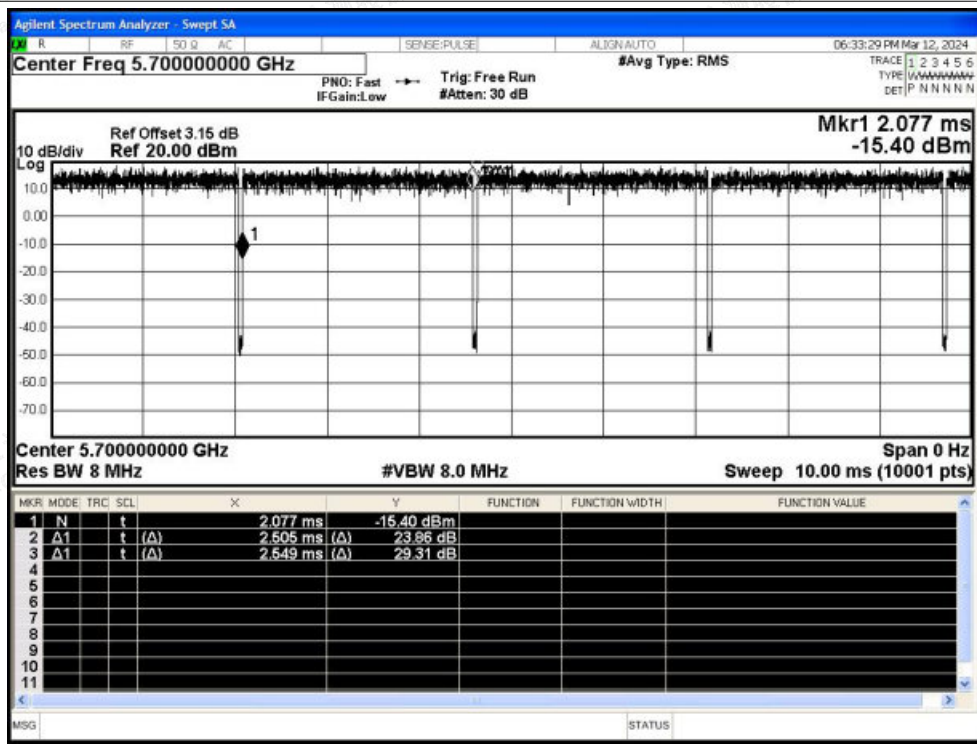 Agilent Spectrum Analyzer - Swept SA
LXI R RF 50 Ω AC SENSE:PULSE ALIGN AUTO 06:33:29 PM Mar 12, 2024
Center Freq 5.700000000 GHz #Avg Type: RMS TRACE 1 2 3 4 5 6
PNO: Fast Trig: Free Run TYPE
IFGain:Low #Atten: 30 dB DET P N N N N N
Mkr1 2.077 ms
Ref Offset 3.15 dB
10 dB/div Ref 20.00 dBm -15.40 dBm
Log
10.0
0.00
-10.0
1
-20.0
-30.0
-40.0
-50.0
-60.0
-70.0
Center 5.700000000 GHz Span 0 Hz
Res BW 8 MHz #VBW 8.0 MHz Sweep 10.00 ms (10001 pts)
MKR MODE TRC SCL X Y FUNCTION FUNCTION WIDTH FUNCTION VALUE
1 N t 2.077 ms -15.40 dBm
2 Δ1 t (Δ) 2.505 ms (Δ) 23.86 dB
3 Δ1 t (Δ) 2.549 ms (Δ) 29.31 dB
4
5
6
7
8
9
10
11
MSG STATUS